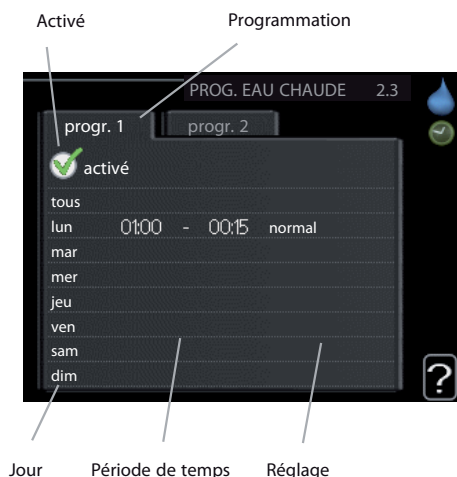 Activé Programmation
PROG. EAU CHAUDE 2.3
progr. 1 progr. 2
activé
tous
lun 01:00 - 00:15 normal
mar
mer
jeu
ven
sam
dim
?
Jour Période de temps Réglage